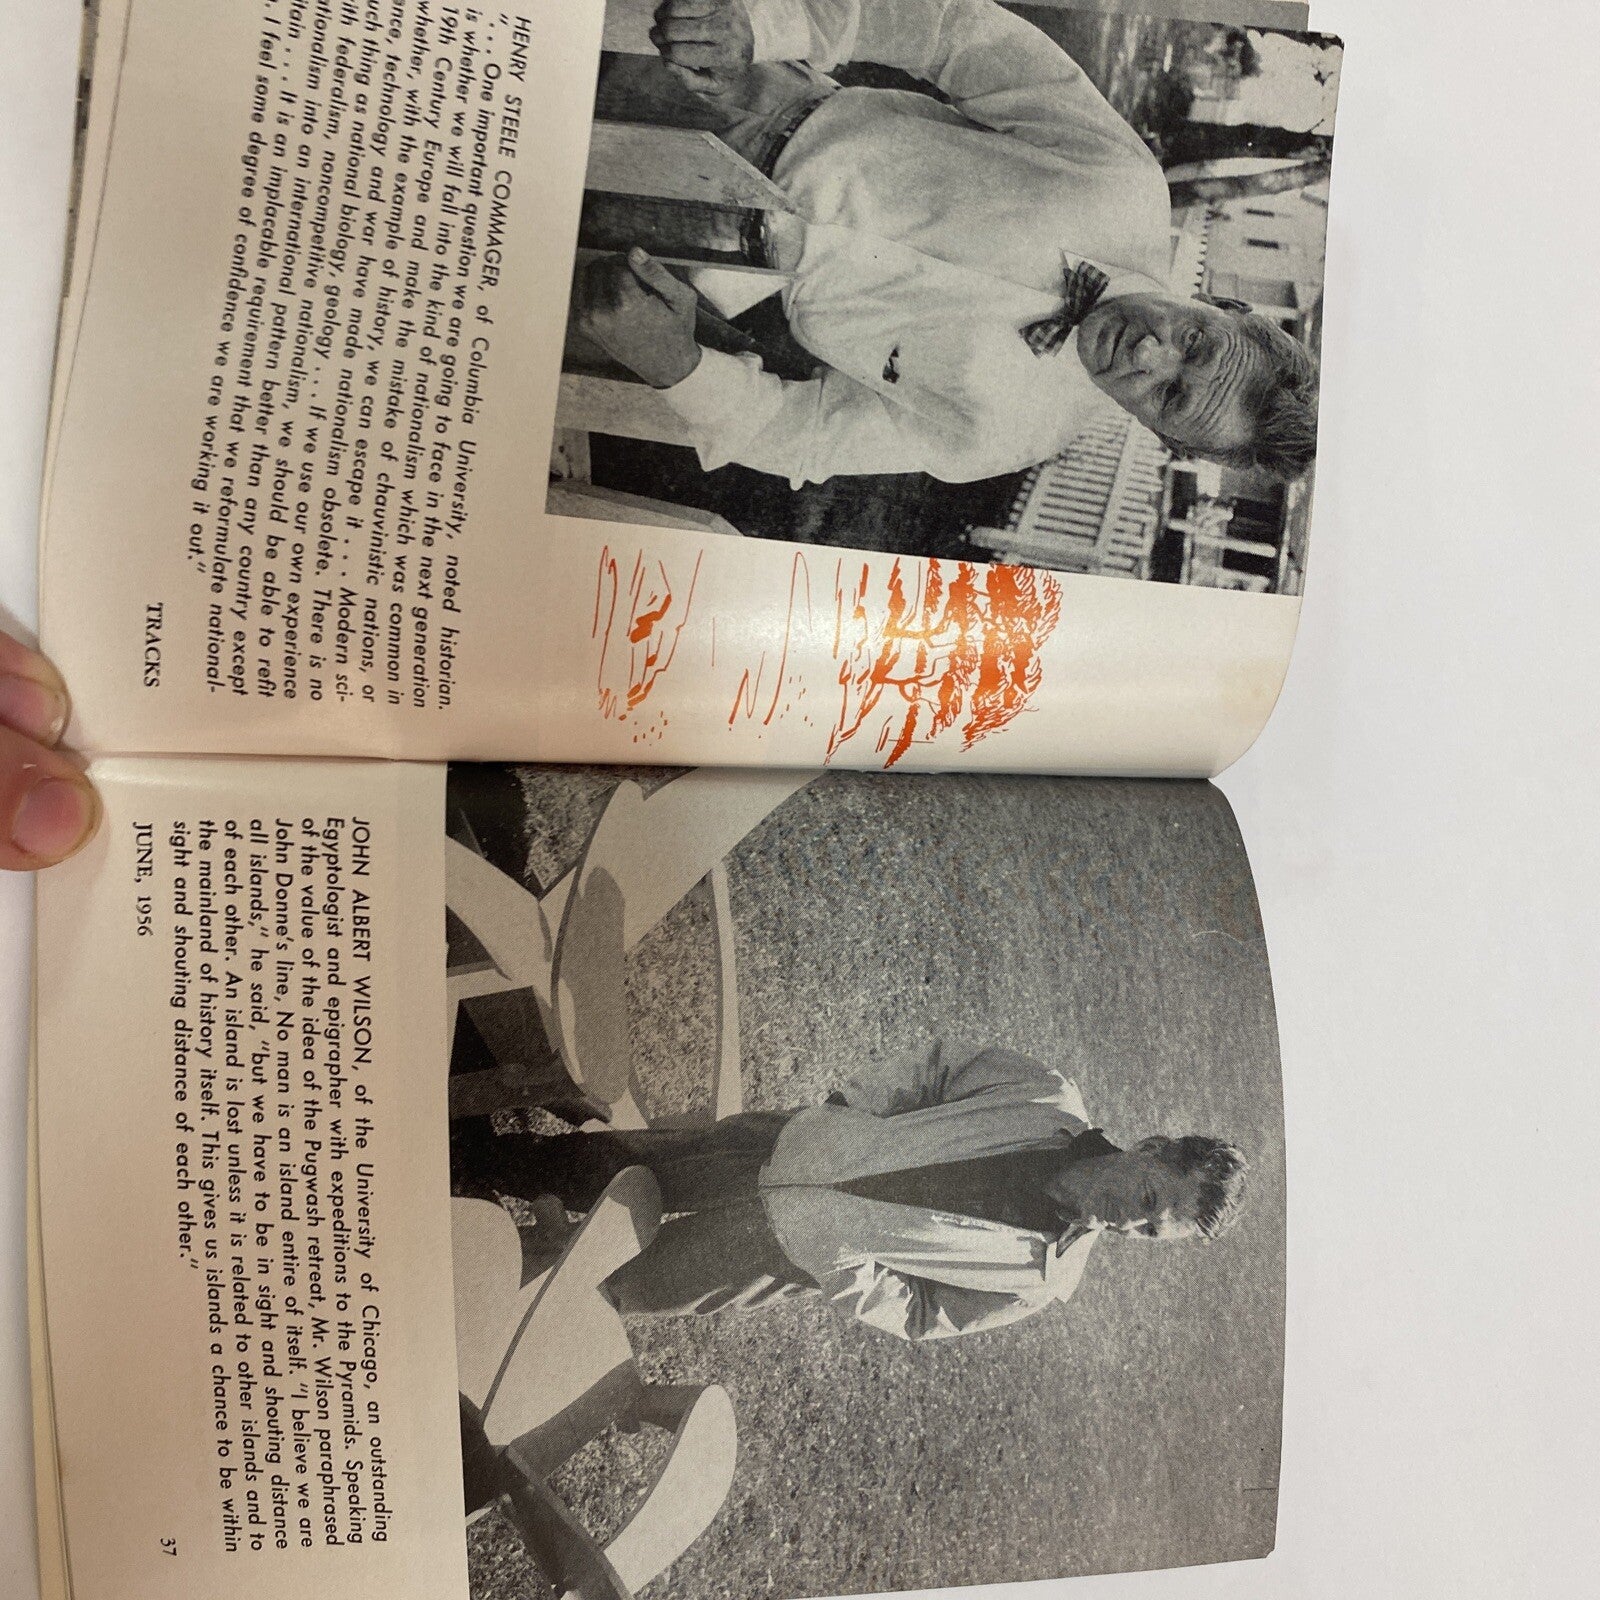 HENRY STEELE COMMAGER, of Columbia University, noted historian.
". . . One important question we are going to face in the next generation
is whether we will fall into the kind of nationalism which was common in
19th Century Europe and make the mistake of chauvinistic nations, or
whether, with the example of history, we can escape it . . . Modern sci-
ence, technology and war have made nationalism obsolete. There is no
such thing as national biology, geology . . . If we use our own experience
with federalism, noncompetitive nationalism, we should be able to refit
nationalism into an international pattern better than any country except
. . . It is an implacable requirement that we reformulate national-
I feel some degree of confidence we are working it out."
TRACKS
JOHN ALBERT WILSON, of the University of Chicago, an outstanding
Egyptologist and epigrapher with expeditions to the Pyramids. Speaking
of the value of the idea of the Pugwash retreat, Mr. Wilson paraphrased
John Donne's line, No man is an island entire of itself. "I believe we are
all islands," he said, "but we have to be in sight and shouting distance
of each other. An island is lost unless it is related to other islands and to
the mainland of history itself. This gives us islands a chance to be within
sight and shouting distance of each other."
JUNE, 1956
37